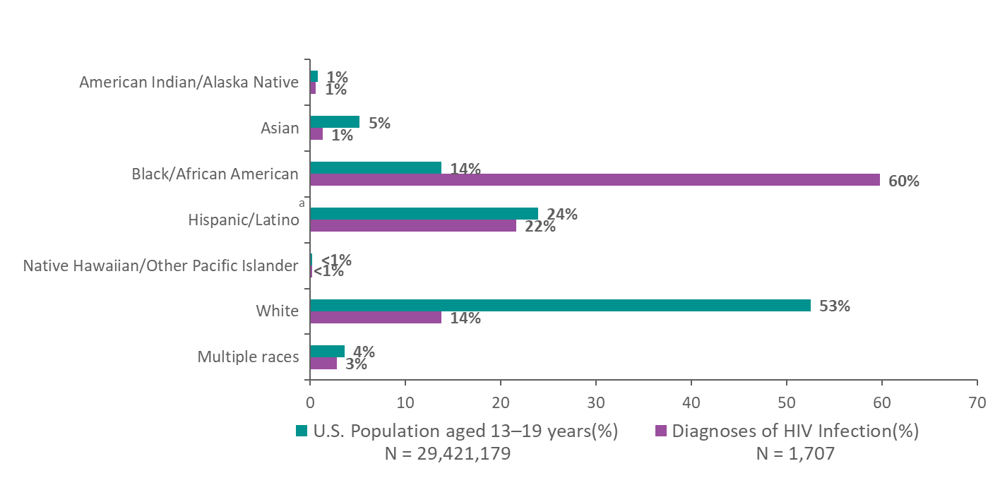 American Indian/Alaska Native
1%
1%
Asian
5%
1%
Black/African American
14%
60%
a
Hispanic/Latino
24%
22%
Native Hawaiian/Other Pacific Islander
<1%
<1%
White
53%
14%
Multiple races
4%
3%
0 10 20 30 40 50 60 70
U.S. Population aged 13–19 years(%) Diagnoses of HIV Infection(%)
N = 29,421,179 N = 1,707